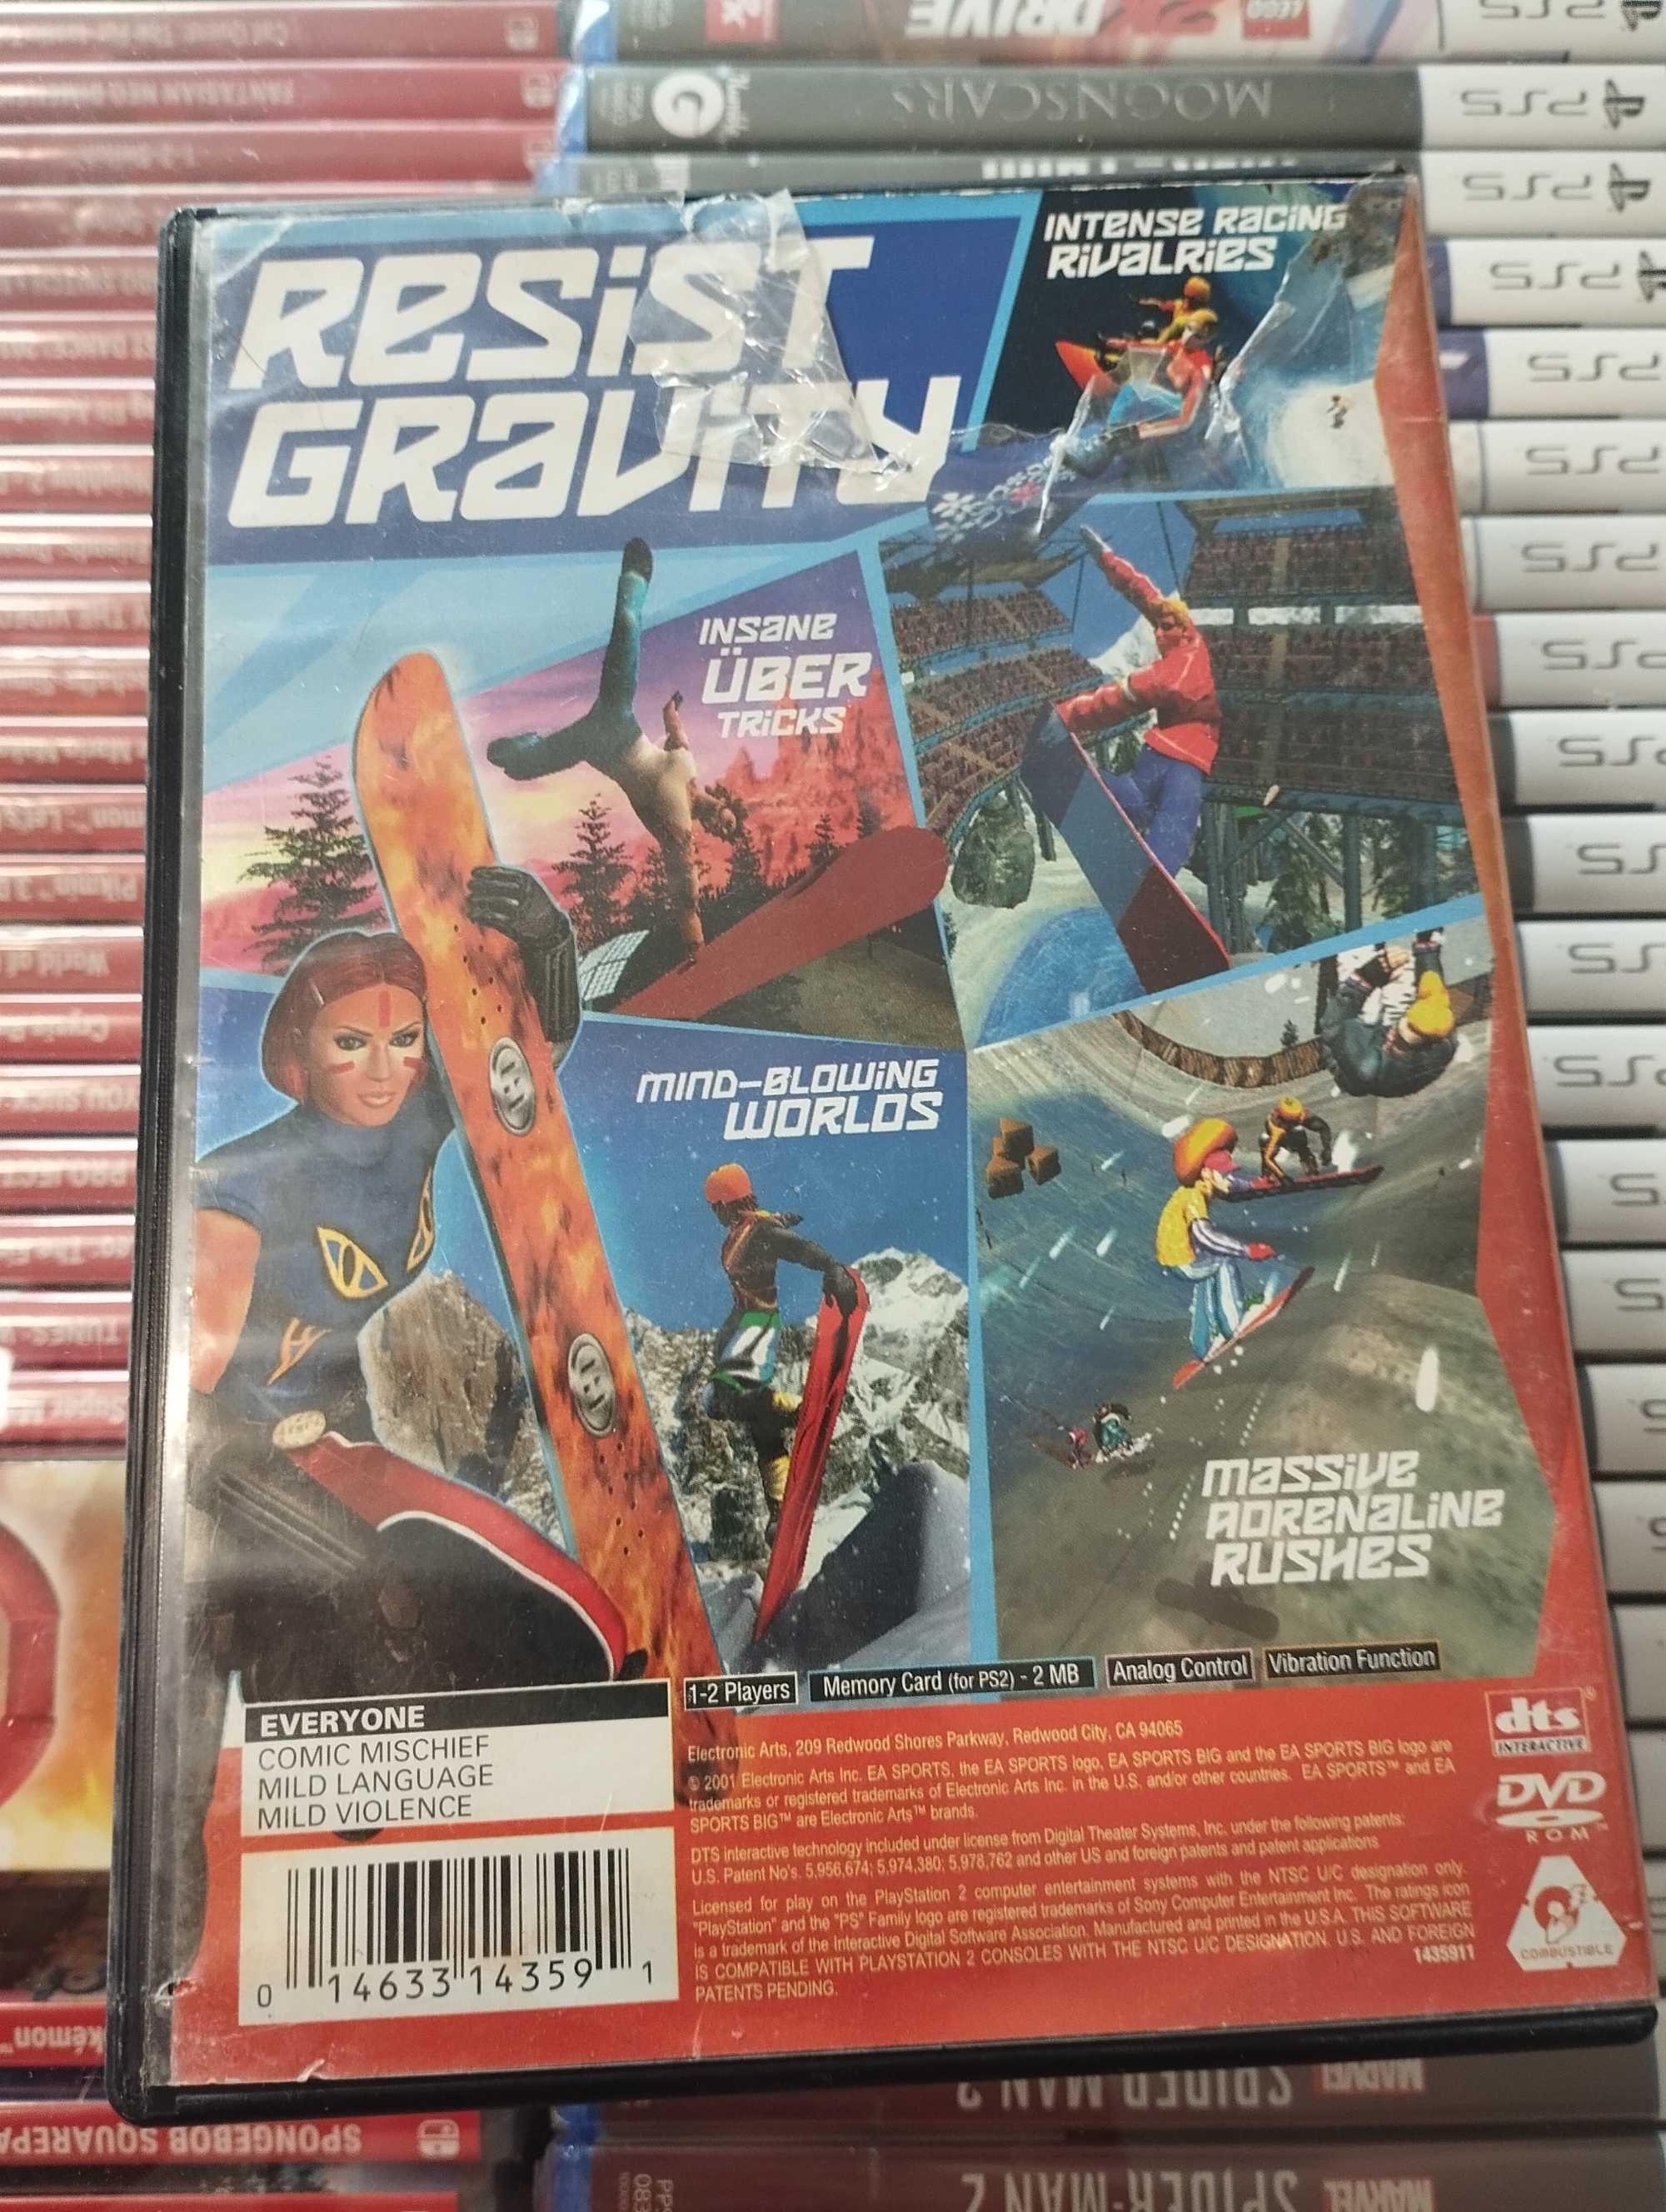 LEGO
DRIVE
MOONSCARS
PS5
PS5
PS5
PS5
PS5
PS5
FANTASIAN NEO DIMEN
RESIST
GRAVITY
INTENSE RACING
RIVALRIES
INSANE
ÜBER
TRICKS
MIND-BLOWING
WORLDS
MASSIVE
ADRENALINE
RUSHES
1-2 Players
Memory Card (for PS2) - 2 MB
Analog Control
Vibration Function
EVERYONE
COMIC MISCHIEF
MILD LANGUAGE
MILD VIOLENCE
0 14633 14359 1
Electronic Arts, 209 Redwood Shores Parkway, Redwood City, CA 94065
© 2001 Electronic Arts Inc. EA SPORTS, the EA SPORTS logo, EA SPORTS BIG and the EA SPORTS BIG logo are
trademarks or registered trademarks of Electronic Arts Inc. in the U.S. and/or other countries. EA SPORTS™ and EA
SPORTS BIG™ are Electronic Arts™ brands.
DTS interactive technology included under license from Digital Theater Systems, Inc. under the following patents:
U.S. Patent No's. 5,956,674; 5,974,380; 5,978,762 and other US and foreign patents and patent applications
Licensed for play on the PlayStation 2 computer entertainment systems with the NTSC U/C designation only.
"PlayStation" and the "PS" Family logo are registered trademarks of Sony Computer Entertainment Inc. The ratings icon
is a trademark of the Interactive Digital Software Association. Manufactured and printed in the U.S.A. THIS SOFTWARE
IS COMPATIBLE WITH PLAYSTATION 2 CONSOLES WITH THE NTSC U/C DESIGNATION. U.S. AND FOREIGN
PATENTS PENDING.
1435911
dts
INTERACTIVE
DVD
ROM
COMBUSTIBLE
SPONGEBOB SQUAREPA
MARVEL
SPIDER-MAN 2
MARVEL
SPIDER-MAN 2